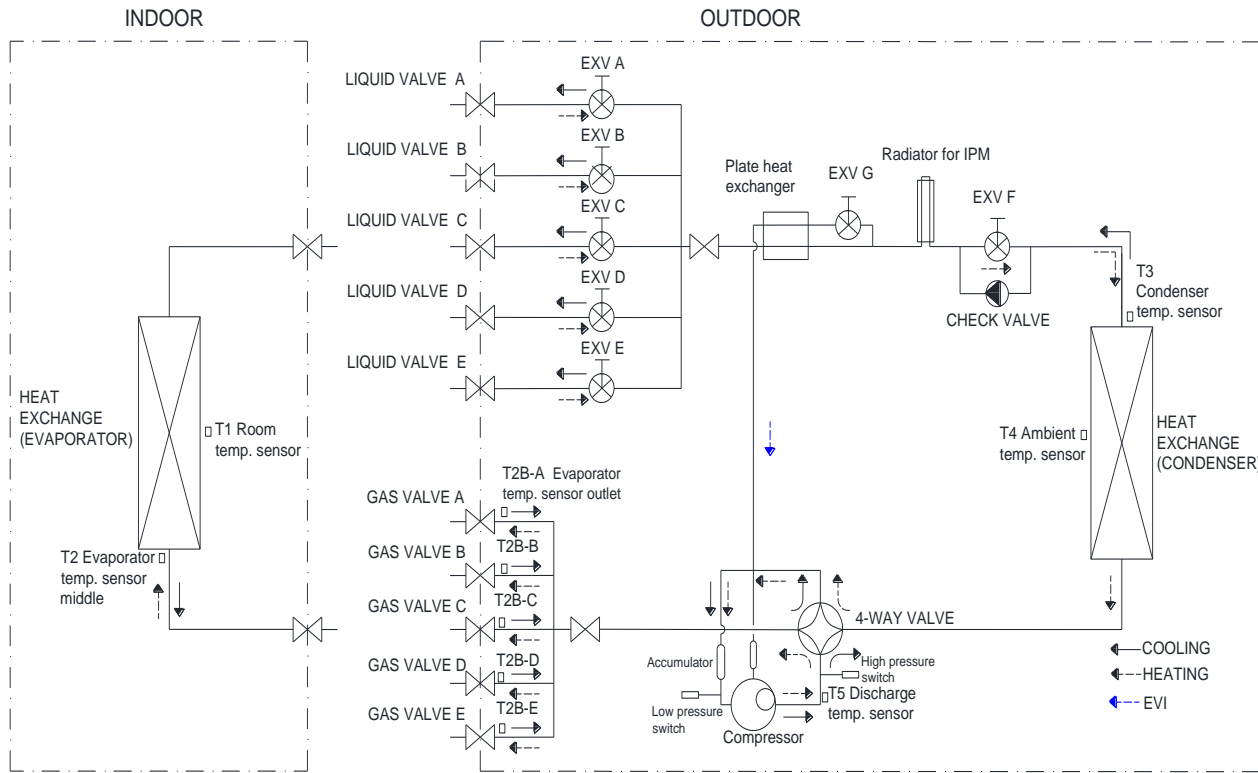 INDOOR
OUTDOOR
LIQUID VALVE A
EXV A
LIQUID VALVE B
EXV B
LIQUID VALVE C
EXV C
LIQUID VALVE D
EXV D
LIQUID VALVE E
EXV E
Plate heat
exchanger
EXV G
Radiator for IPM
EXV F
CHECK VALVE
T3
Condenser
temp. sensor
HEAT
EXCHANGE
(EVAPORATOR)
T1 Room
temp. sensor
T4 Ambient
temp. sensor
HEAT
EXCHANGE
(CONDENSER)
T2 Evaporator
temp. sensor
middle
GAS VALVE A
T2B-A Evaporator
temp. sensor outlet
GAS VALVE B
T2B-B
GAS VALVE C
T2B-C
GAS VALVE D
T2B-D
GAS VALVE E
T2B-E
4-WAY VALVE
Accumulator
High pressure
switch
Low pressure
switch
T5 Discharge
temp. sensor
Compressor
COOLING
HEATING
EVI